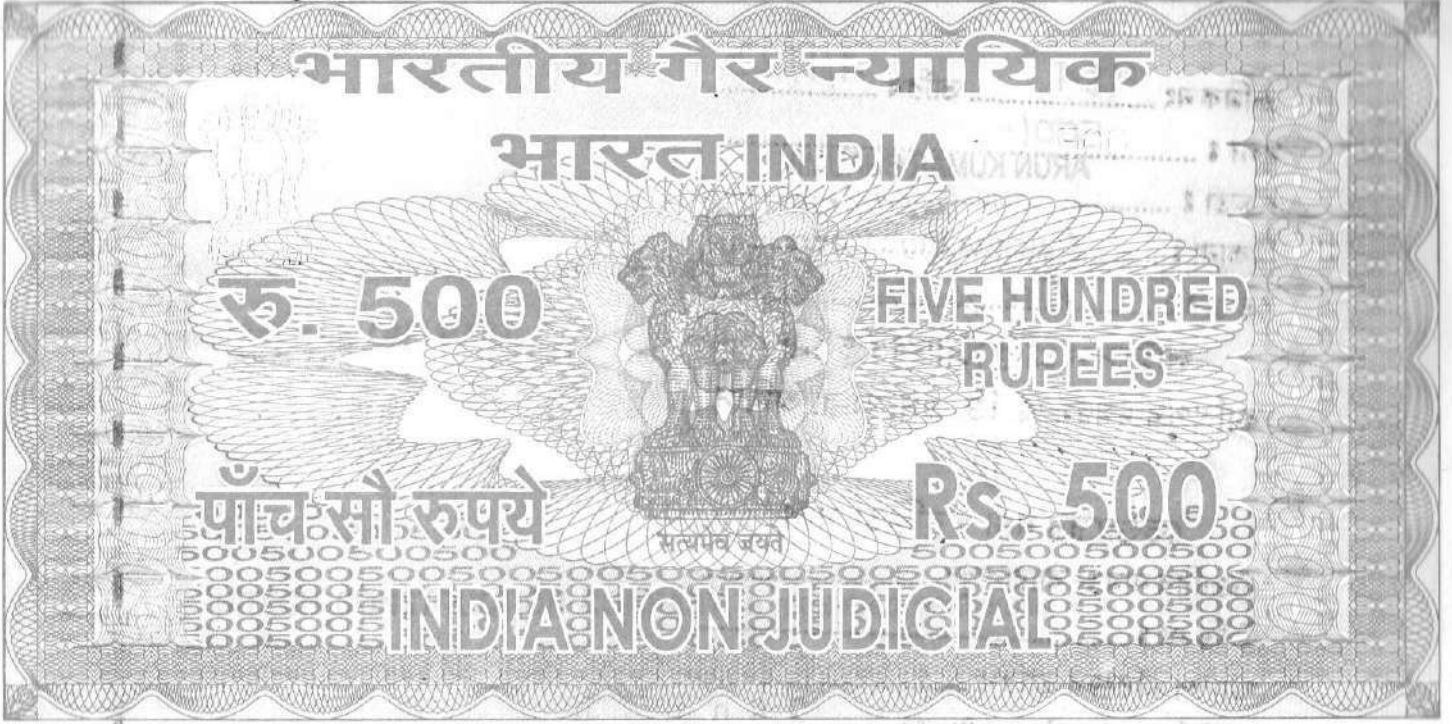 भारतीय गैर न्यायिक
भारत INDIA
रु. 500
FIVE HUNDRED
RUPEES
पाँच सौ रुपये
Rs. 500
सत्यमेव जयते
INDIA NON JUDICIAL